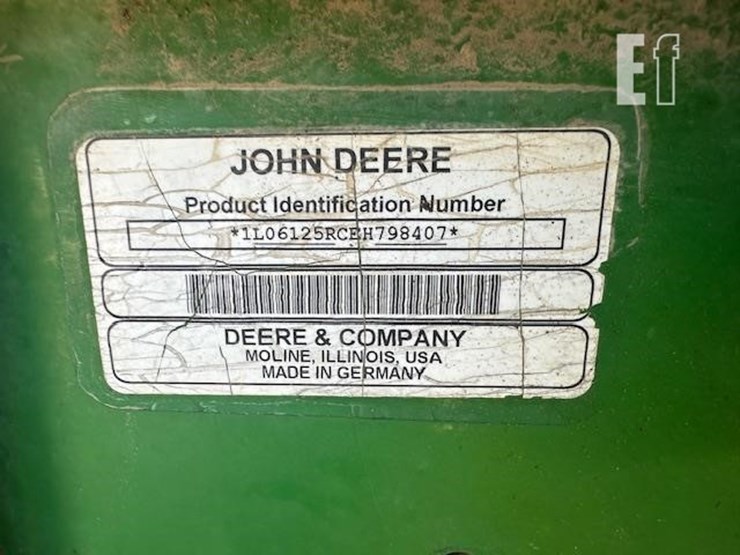 Ef
JOHN DEERE
Product Identification Number
*1L06125RCEH798407*
DEERE & COMPANY
MOLINE, ILLINOIS, USA
MADE IN GERMANY